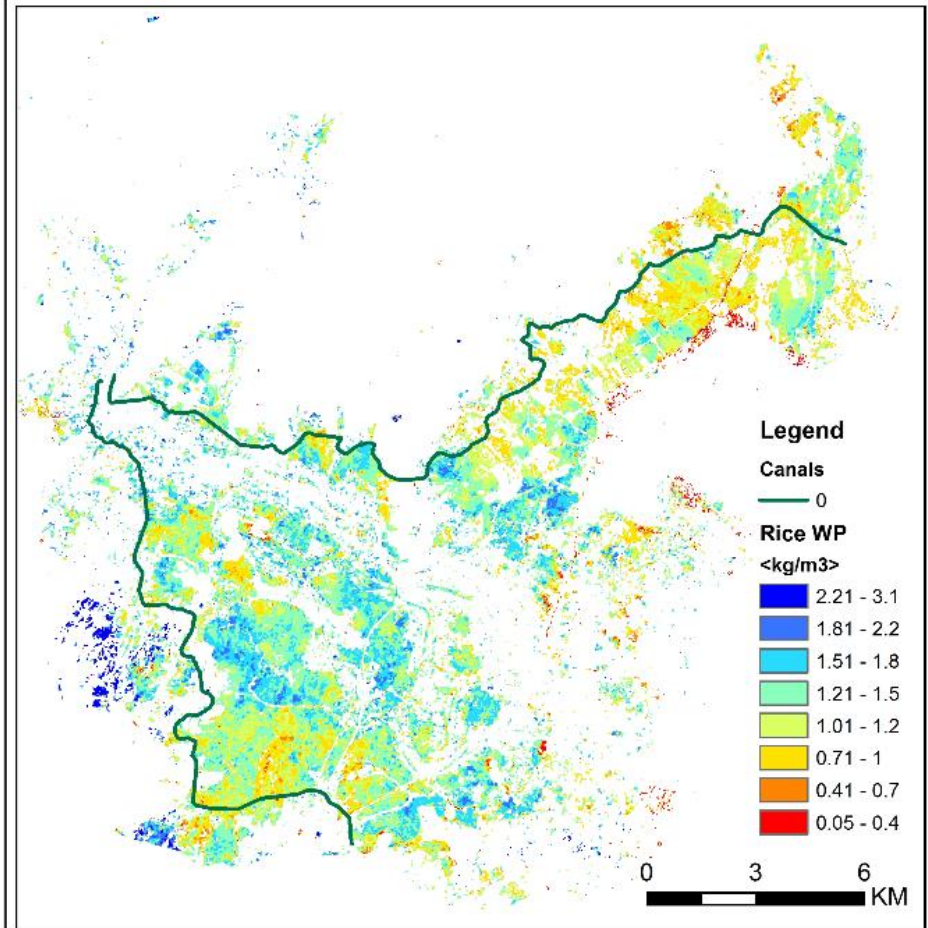 Legend
Canals
0
Rice WP
<kg/m3>
2.21 - 3.1
1.81 - 2.2
1.51 - 1.8
1.21 - 1.5
1.01 - 1.2
0.71 - 1
0.41 - 0.7
0.05 - 0.4
0 3 6
KM